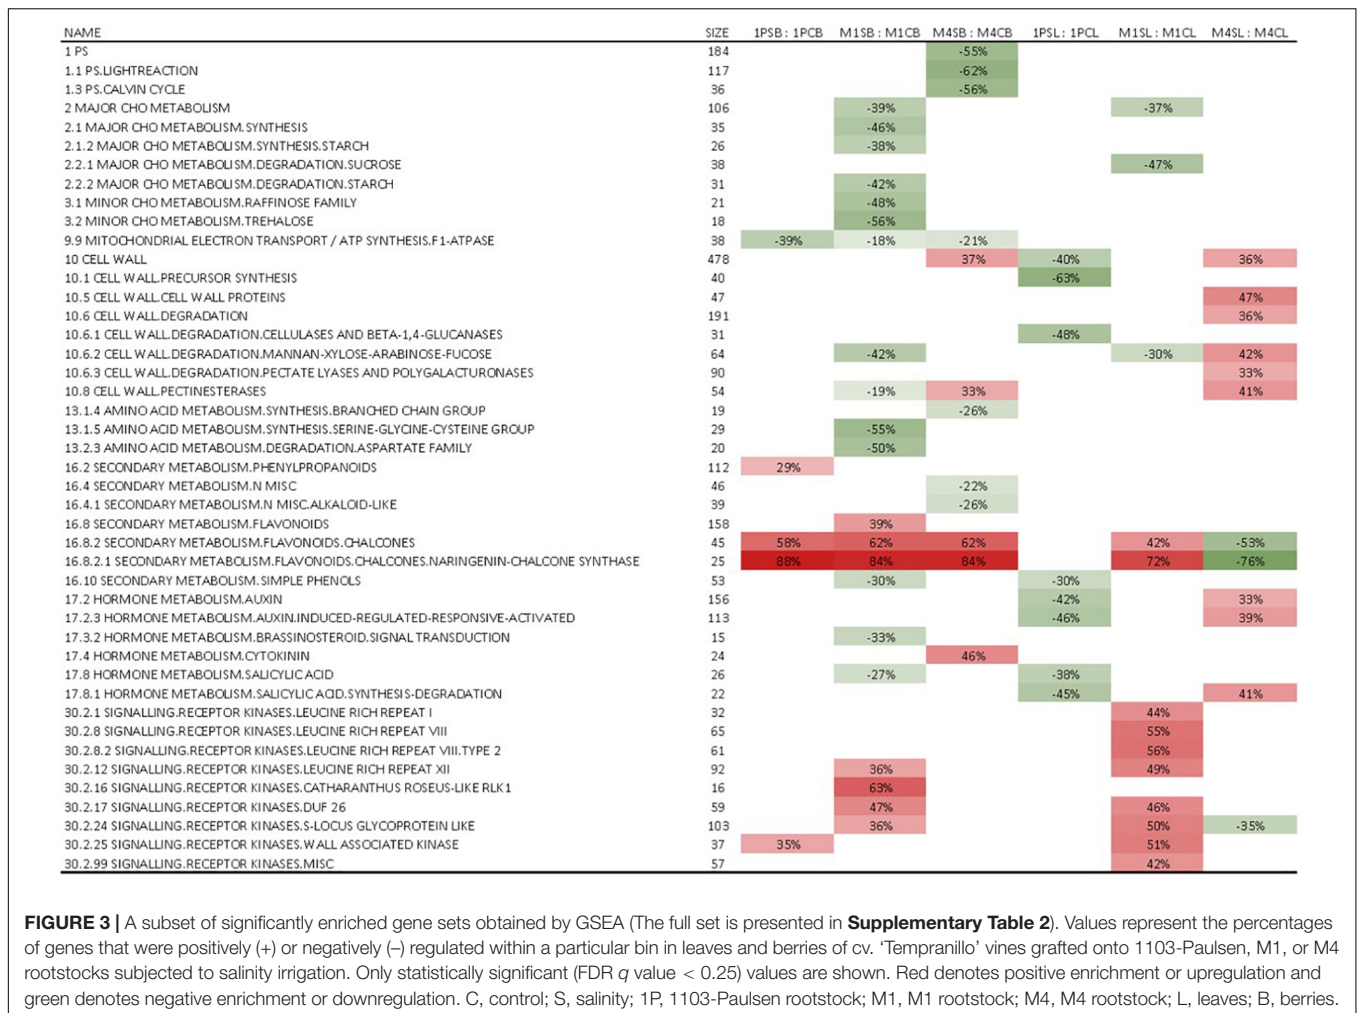 NAME SIZE 1PSB : 1PCB M1SB : M1CB M4SB : M4CB 1PSL : 1PCL M1SL : M1CL M4SL : M4CL
1 PS 184 -55%
1.1 PS.LIGHTREACTION 117 -62%
1.3 PS.CALVIN CYCLE 36 -56%
2 MAJOR CHO METABOLISM 106 -39% -37%
2.1 MAJOR CHO METABOLISM.SYNTHESIS 35 -46%
2.1.2 MAJOR CHO METABOLISM.SYNTHESIS.STARCH 26 -38%
2.2.1 MAJOR CHO METABOLISM.DEGRADATION.SUCROSE 38 -47%
2.2.2 MAJOR CHO METABOLISM.DEGRADATION.STARCH 31 -42%
3.1 MINOR CHO METABOLISM.RAFFINOSE FAMILY 21 -48%
3.2 MINOR CHO METABOLISM.TREHALOSE 18 -56%
9.9 MITOCHONDRIAL ELECTRON TRANSPORT / ATP SYNTHESIS.F1-ATPASE 38 -39% -18% -21%
10 CELL WALL 478 37% -40% 36%
10.1 CELL WALL.PRECURSOR SYNTHESIS 40 -63%
10.5 CELL WALL.CELL WALL PROTEINS 47 47%
10.6 CELL WALL.DEGRADATION 191 36%
10.6.1 CELL WALL.DEGRADATION.CELLULASES AND BETA-1,4-GLUCANASES 31 -48%
10.6.2 CELL WALL.DEGRADATION.MANNAN-XYLOSE-ARABINOSE-FUCOSE 64 -42% -30% 42%
10.6.3 CELL WALL.DEGRADATION.PECTATE LYASES AND POLYGALACTURONASES 90 33%
10.8 CELL WALL.PECTINESTERASES 54 -19% 33% 41%
13.1.4 AMINO ACID METABOLISM.SYNTHESIS.BRANCHED CHAIN GROUP 19 -26%
13.1.5 AMINO ACID METABOLISM.SYNTHESIS.SERINE-GLYCINE-CYSTEINE GROUP 29 -55%
13.2.3 AMINO ACID METABOLISM.DEGRADATION.ASPARTATE FAMILY 20 -50%
16.2 SECONDARY METABOLISM.PHENYLPROPANOIDS 112 29%
16.4 SECONDARY METABOLISM.N MISC 46 -22%
16.4.1 SECONDARY METABOLISM.N MISC.ALKALOID-LIKE 39 -26%
16.8 SECONDARY METABOLISM.FLAVONOIDS 158 39%
16.8.2 SECONDARY METABOLISM.FLAVONOIDS.CHALCONES 45 58% 62% 62% 42% -53%
16.8.2.1 SECONDARY METABOLISM.FLAVONOIDS.CHALCONES.NARINGENIN-CHALCONE SYNTHASE 25 88% 84% 84% 72% -76%
16.10 SECONDARY METABOLISM.SIMPLE PHENOLS 53 -30% -30%
17.2 HORMONE METABOLISM.AUXIN 156 -42% 33%
17.2.3 HORMONE METABOLISM.AUXIN.INDUCED-REGULATED-RESPONSIVE-ACTIVATED 113 -46% 39%
17.3.2 HORMONE METABOLISM.BRASSINOSTEROID.SIGNAL TRANSDUCTION 15 -33%
17.4 HORMONE METABOLISM.CYTOKININ 24 46%
17.8 HORMONE METABOLISM.SALICYLIC ACID 26 -27% -38%
17.8.1 HORMONE METABOLISM.SALICYLIC ACID.SYNTHESIS-DEGRADATION 22 -45% 41%
30.2.1 SIGNALLING.RECEPTOR KINASES.LEUCINE RICH REPEAT I 32 44%
30.2.8 SIGNALLING.RECEPTOR KINASES.LEUCINE RICH REPEAT VIII 65 55%
30.2.8.2 SIGNALLING.RECEPTOR KINASES.LEUCINE RICH REPEAT VIII.TYPE 2 61 56%
30.2.12 SIGNALLING.RECEPTOR KINASES.LEUCINE RICH REPEAT XII 92 36% 49%
30.2.16 SIGNALLING.RECEPTOR KINASES.CATHARANTHUS ROSEUS-LIKE RLK1 16 63%
30.2.17 SIGNALLING.RECEPTOR KINASES.DUF 26 59 47% 46%
30.2.24 SIGNALLING.RECEPTOR KINASES.S-LOCUS GLYCOPROTEIN LIKE 103 36% 50% -35%
30.2.25 SIGNALLING.RECEPTOR KINASES.WALL ASSOCIATED KINASE 37 35% 51%
30.2.99 SIGNALLING.RECEPTOR KINASES.MISC 57 42%
FIGURE 3 | A subset of significantly enriched gene sets obtained by GSEA (The full set is presented in Supplementary Table 2). Values represent the percentages
of genes that were positively (+) or negatively (–) regulated within a particular bin in leaves and berries of cv. 'Tempranillo' vines grafted onto 1103-Paulsen, M1, or M4
rootstocks subjected to salinity irrigation. Only statistically significant (FDR q value < 0.25) values are shown. Red denotes positive enrichment or upregulation and
green denotes negative enrichment or downregulation. C, control; S, salinity; 1P, 1103-Paulsen rootstock; M1, M1 rootstock; M4, M4 rootstock; L, leaves; B, berries.